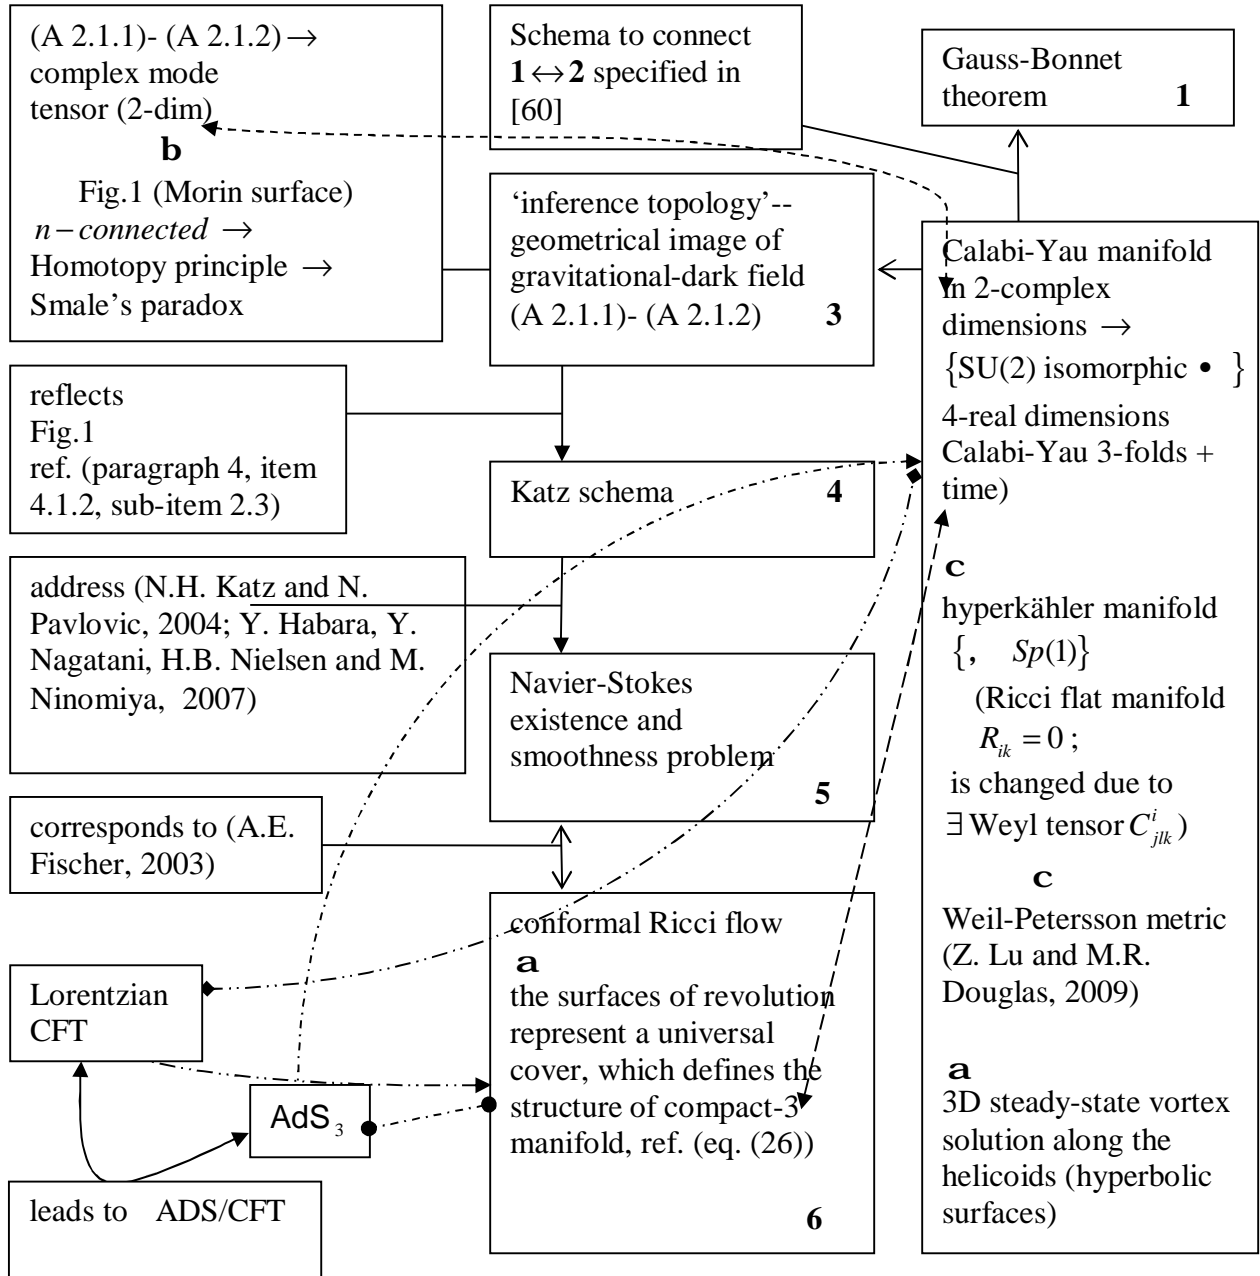 (A 2.1.1)- (A 2.1.2) →
complex mode
tensor (2-dim)
b
Fig.1 (Morin surface)
n – connected →
Homotopy principle →
Smale's paradox
Schema to connect
1 ↔ 2 specified in
[60]
Gauss-Bonnet
theorem 1
'inference topology'--
geometrical image of
gravitational-dark field
(A 2.1.1)- (A 2.1.2) 3
Calabi-Yau manifold
in 2-complex
dimensions →
{SU(2) isomorphic • }
4-real dimensions
Calabi-Yau 3-folds +
time)
c
hyperkähler manifold
{, Sp(1)}
(Ricci flat manifold
R_{ik} = 0 ;
is changed due to
∃ Weyl tensor C^i_{jlk})
c
Weil-Petersson metric
(Z. Lu and M.R.
Douglas, 2009)
a
3D steady-state vortex
solution along the
helicoids (hyperbolic
surfaces)
reflects
Fig.1
ref. (paragraph 4, item
4.1.2, sub-item 2.3)
Katz schema 4
address (N.H. Katz and N.
Pavlovic, 2004; Y. Habara, Y.
Nagatani, H.B. Nielsen and M.
Ninomiya, 2007)
Navier-Stokes
existence and
smoothness problem
5
corresponds to (A.E.
Fischer, 2003)
conformal Ricci flow
a
the surfaces of revolution
represent a universal
cover, which defines the
structure of compact-3
manifold, ref. (eq. (26))
6
Lorentzian
CFT
AdS₃
leads to ADS/CFT